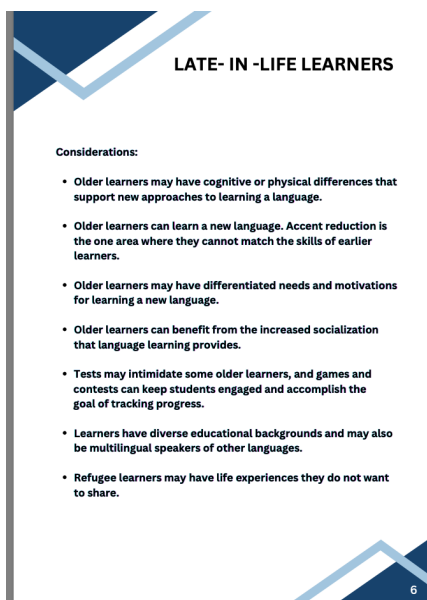 LATE- IN -LIFE LEARNERS
Considerations:
• Older learners may have cognitive or physical differences that
support new approaches to learning a language.
• Older learners can learn a new language. Accent reduction is
the one area where they cannot match the skills of earlier
learners.
• Older learners may have differentiated needs and motivations
for learning a new language.
• Older learners can benefit from the increased socialization
that language learning provides.
• Tests may intimidate some older learners, and games and
contests can keep students engaged and accomplish the
goal of tracking progress.
• Learners have diverse educational backgrounds and may also
be multilingual speakers of other languages.
• Refugee learners may have life experiences they do not want
to share.
6